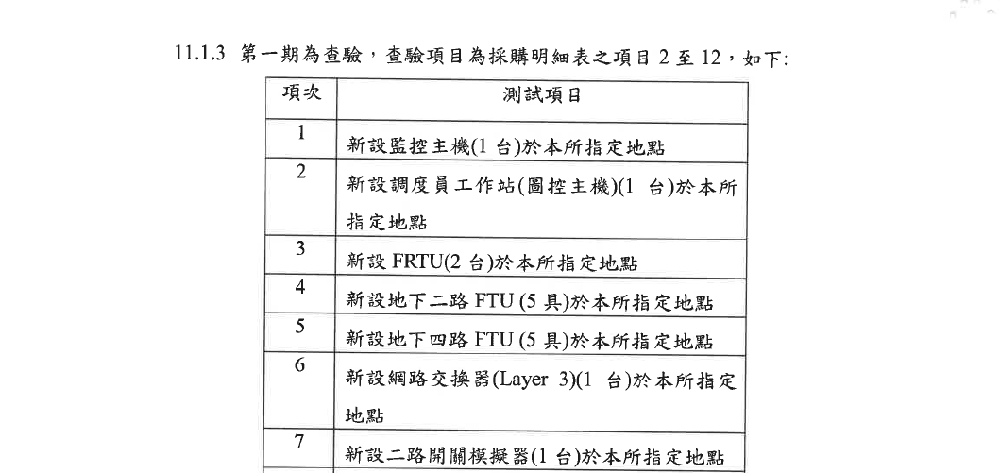 11.1.3 第一期為查驗，查驗項目為採購明細表之項目 2 至 12，如下:
項次 測試項目
1 新設監控主機(1 台)於本所指定地點
2 新設調度員工作站(圖控主機)(1 台)於本所
指定地點
3 新設 FRTU(2 台)於本所指定地點
4 新設地下二路 FTU (5 具)於本所指定地點
5 新設地下四路 FTU (5 具)於本所指定地點
6 新設網路交換器(Layer 3)(1 台)於本所指定
地點
7 新設二路開關模擬器(1 台)於本所指定地點